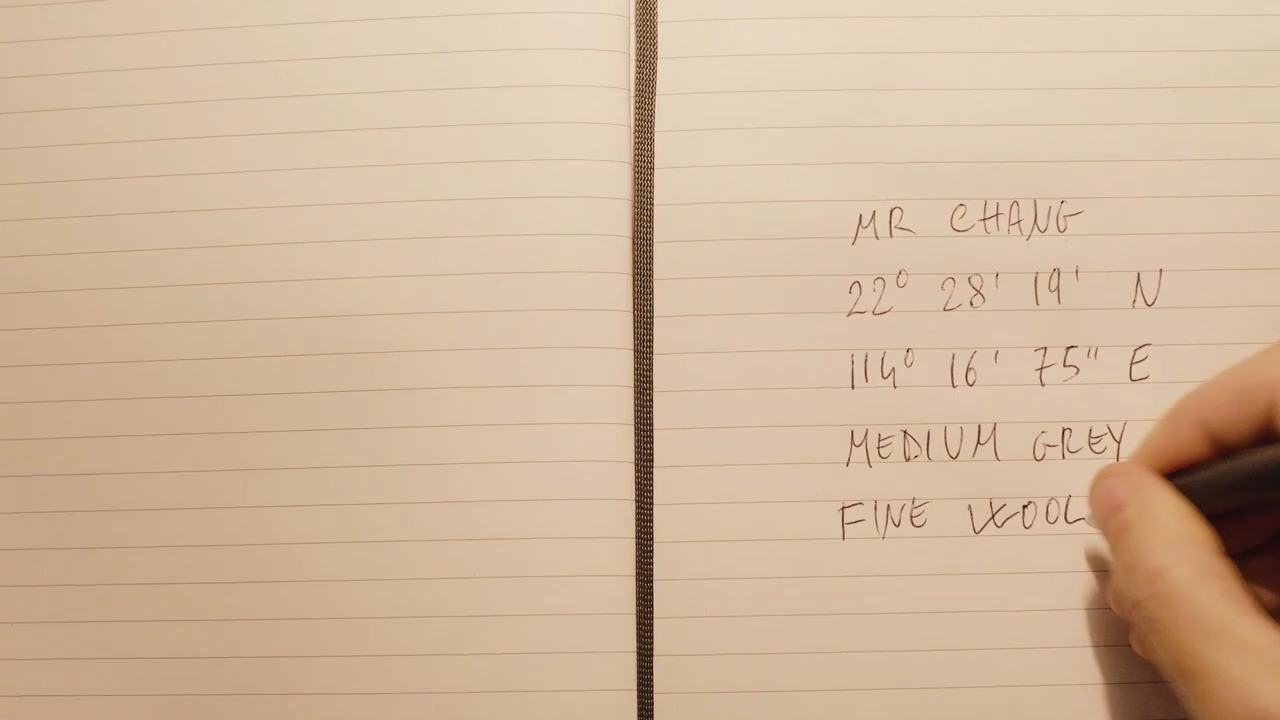 MR CHANG
22° 28' 19' N
114° 16' 75" E
MEDIUM GREY
FINE WOOL